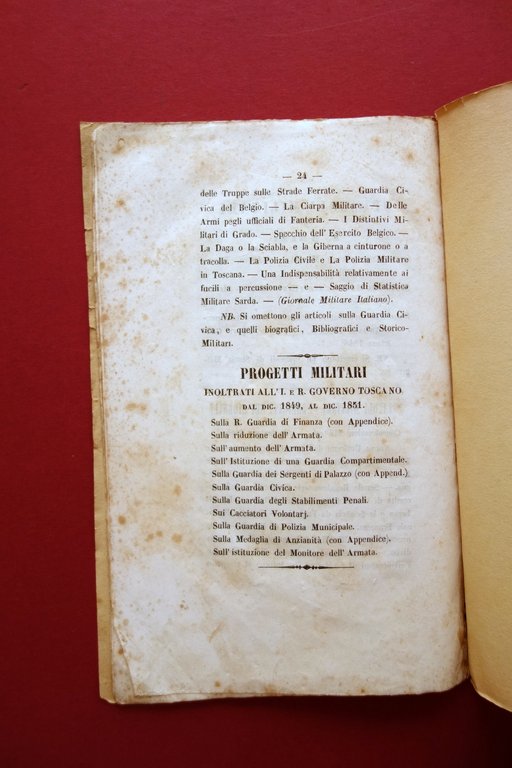 — 24 —
delle Truppe sulle Strade Ferrate. — Guardia Ci-
vica del Belgio. — La Ciarpa Militare. — Delle
Armi pegli ufficiali di Fanteria. — I Distintivi Mi-
litari di Grado. — Specchio dell'Esercito Belgico. —
La Daga o la Sciabla, e la Giberna a cinturone o a
tracolla. — La Polizia Civile e La Polizia Militare
in Toscana. — Una Indispensabilità relativamente ai
fucili a percussione — e — Saggio di Statistica
Militare Sarda. — (Giornale Militare Italiano).
NB. Si omettono gli articoli sulla Guardia Ci-
vica, e quelli biografici, Bibliografici e Storico-
Militari.
PROGETTI MILITARI
INOLTRATI ALL'I. E R. GOVERNO TOSCANO
DAL DIC. 1849, AL DIC. 1851.
Sulla R. Guardia di Finanza (con Appendice).
Sulla riduzione dell'Armata.
Sull'aumento dell'Armata.
Sull'Istituzione di una Guardia Compartimentale.
Sulla Guardia dei Sergenti di Palazzo (con Append.)
Sulla Guardia Civica.
Sulla Guardia degli Stabilimenti Penali.
Sui Cacciatori Volontarj.
Sulla Guardia di Polizia Municipale.
Sulla Medaglia di Anzianità (con Appendice).
Sull'istituzione del Monitore dell'Armata.